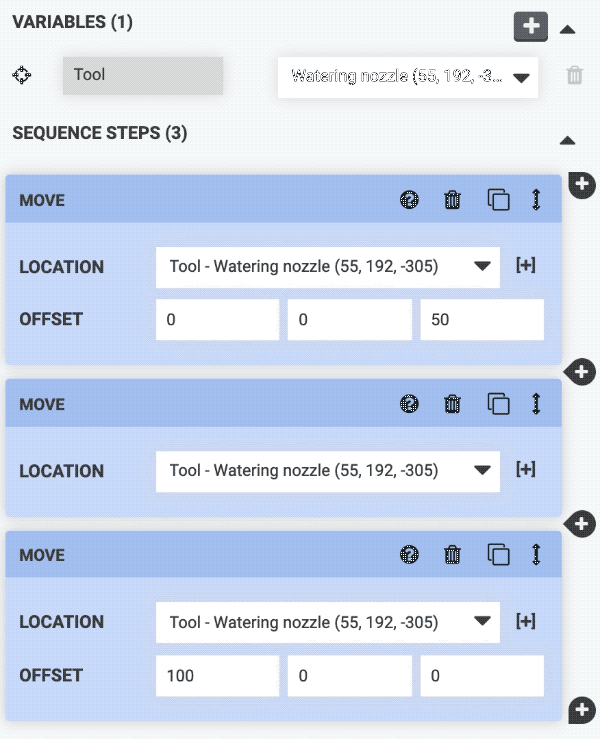 VARIABLES (1)
Tool
Watering nozzle (55, 192, -3...
SEQUENCE STEPS (3)
MOVE
LOCATION Tool - Watering nozzle (55, 192, -305) [+]
OFFSET 0 0 50
MOVE
LOCATION Tool - Watering nozzle (55, 192, -305) [+]
MOVE
LOCATION Tool - Watering nozzle (55, 192, -305) [+]
OFFSET 100 0 0